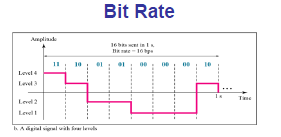 Bit Rate
Amplitude
16 bits sent in 1 s,
Bit rate = 16 bps
11 10 01 01 00 00 00 10
Level 4
Level 3
Level 2
Level 1
1 s
Time
b. A digital signal with four levels